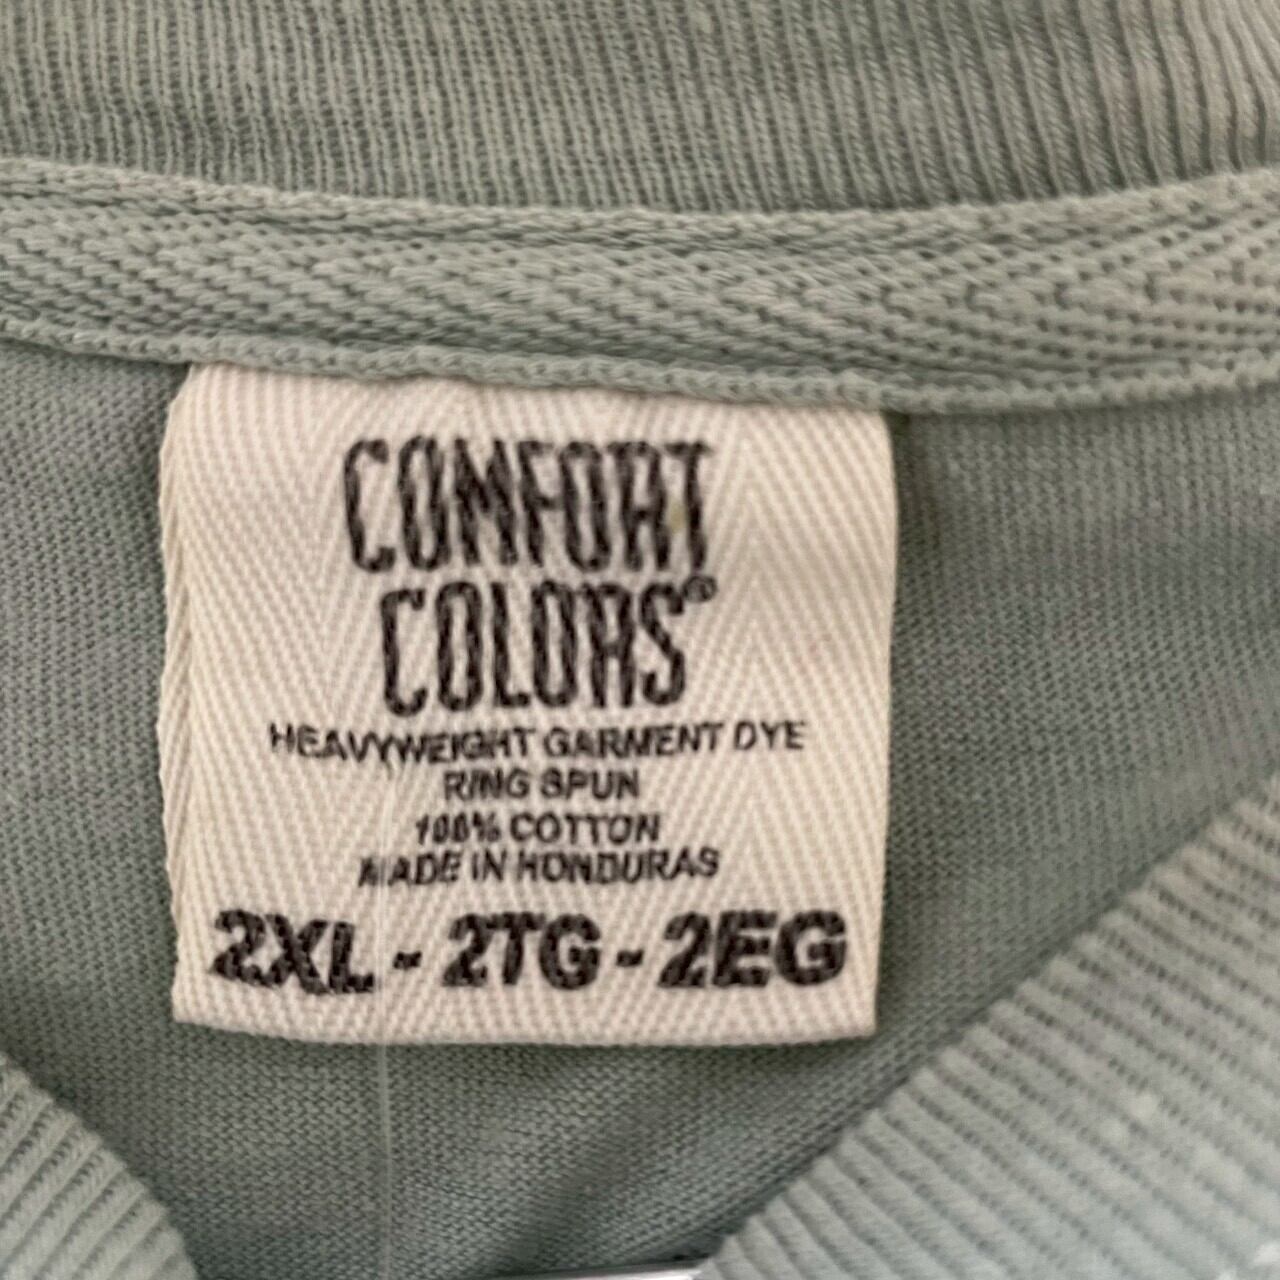 COMFORT
COLORS®
HEAVYWEIGHT GARMENT DYE
RING SPUN
100% COTTON
MADE IN HONDURAS
2XL - 2TG - 2EG